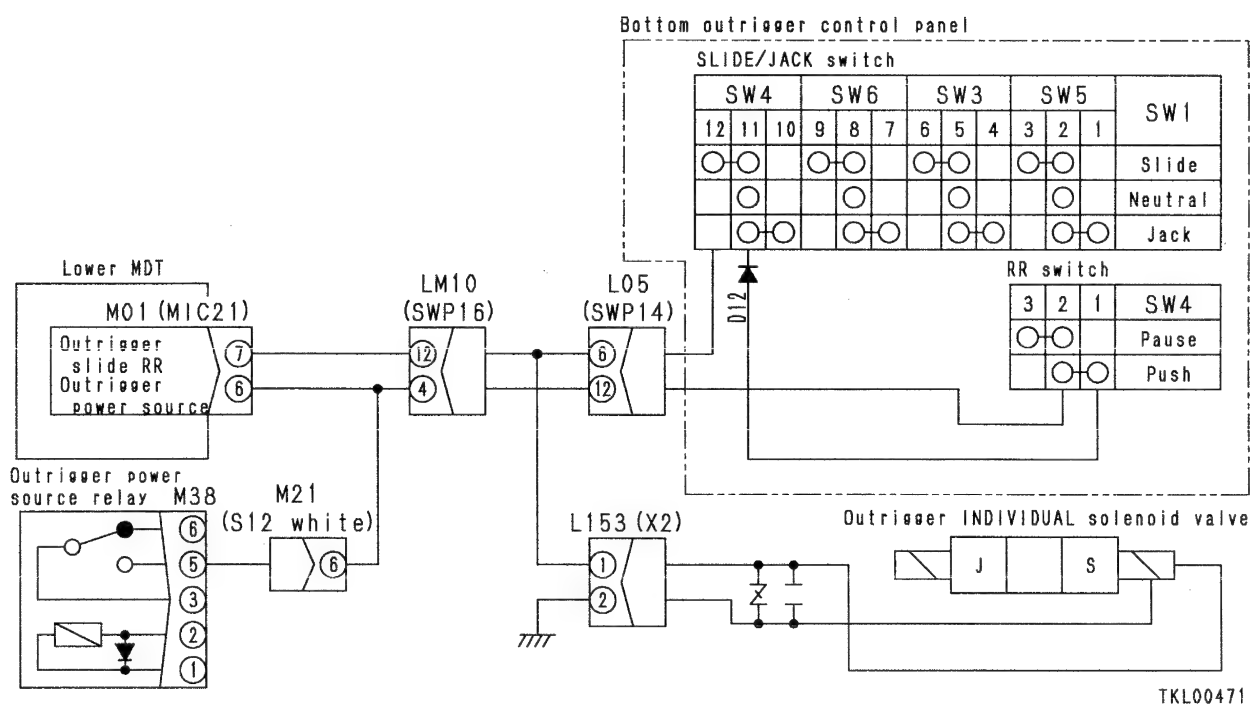 Bottom outrigger control panel
SLIDE/JACK switch
SW4 SW6 SW3 SW5 SW1
12 11 10 9 8 7 6 5 4 3 2 1
Slide
Neutral
Jack
RR switch
3 2 1 SW4
Pause
Push
D12
Lower MDT
M01 (MIC21)
Outrigger
slide RR
Outrigger
power source
7
6
LM10
(SWP16)
12
4
L05
(SWP14)
6
12
Outrigger power
source relay M38
6
5
3
2
1
M21
(S12 white)
6
L153 (X2)
1
2
Outrigger INDIVIDUAL solenoid valve
J S
TKL00471